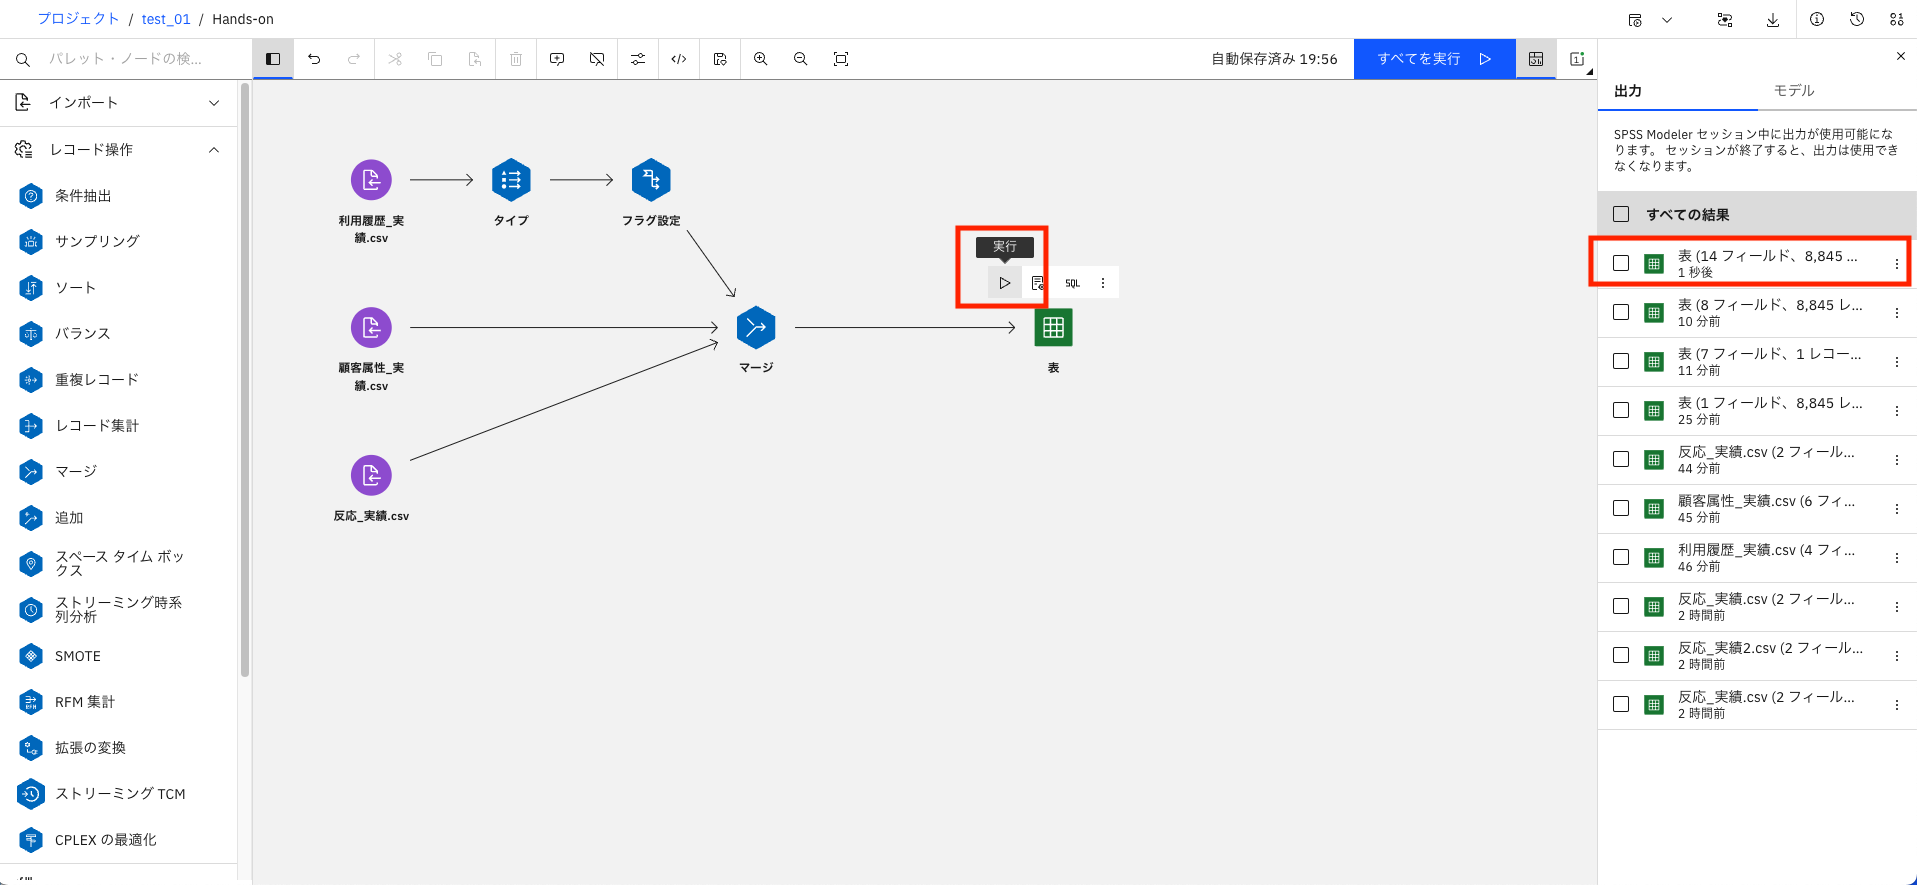 プロジェクト / test_01 / Hands-on
パレット・ノードの検...
自動保存済み 19:56
すべてを実行
インポート
レコード操作
条件抽出
サンプリング
ソート
バランス
重複レコード
レコード集計
マージ
追加
スペース タイム ボッ
クス
ストリーミング時系
列分析
SMOTE
RFM 集計
拡張の変換
ストリーミング TCM
CPLEX の最適化
利用履歴_実
績.csv
タイプ
フラグ設定
実行
SQL
顧客属性_実
績.csv
マージ
表
反応_実績.csv
出力
モデル
SPSS Modeler セッション中に出力が使用可能にな
ります。 セッションが終了すると、出力は使用でき
なくなります。
すべての結果
表 (14 フィールド、8,845 ...
1 秒後
表 (8 フィールド、8,845 レ...
10 分前
表 (7 フィールド、1 レコー...
11 分前
表 (1 フィールド、8,845 レ...
25 分前
反応_実績.csv (2 フィール...
44 分前
顧客属性_実績.csv (6 フィ...
45 分前
利用履歴_実績.csv (4 フィ...
46 分前
反応_実績.csv (2 フィール...
2 時間前
反応_実績2.csv (2 フィール...
2 時間前
反応_実績.csv (2 フィール...
2 時間前